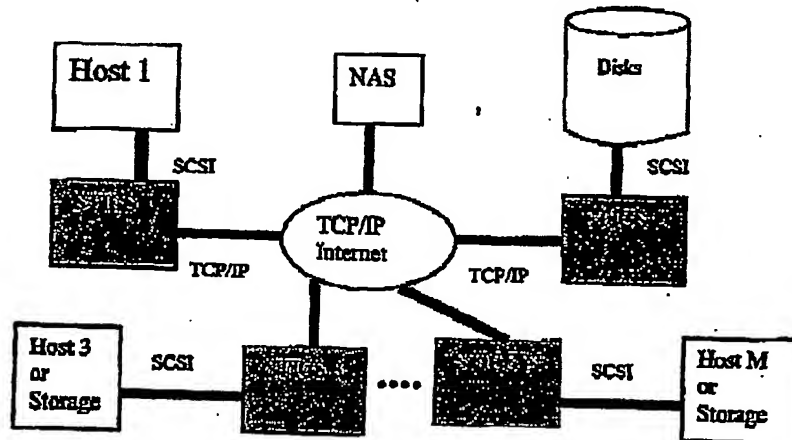 Host 1
NAS
Disks
SCSI
SCSI
TCP/IP
Internet
TCP/IP
TCP/IP
Host 3
or
Storage
SCSI
SCSI
Host M
or
Storage